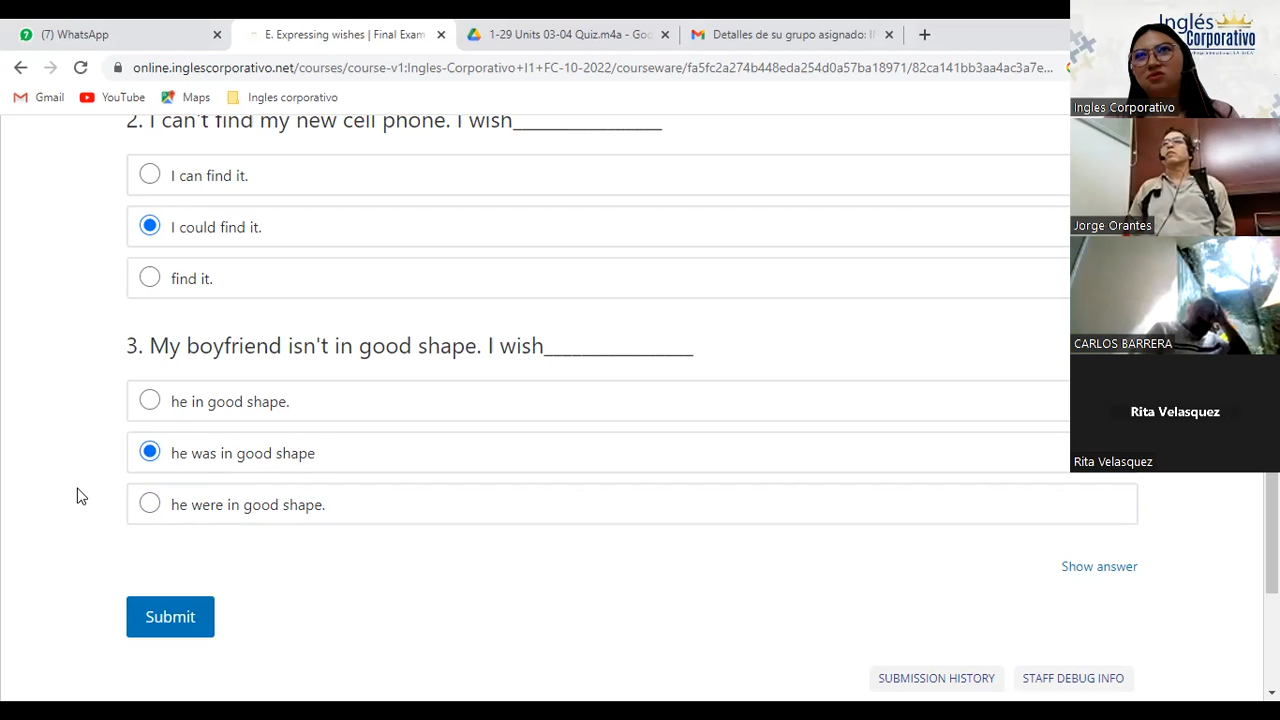 (7) WhatsApp
E. Expressing wishes | Final Exam
1-29 Unit 03-04 Quiz.m4a - Goo
Detalles de su grupo asignado: I
online.inglescorporativo.net/courses/course-v1:Ingles-Corporativo+I11-FC-10-2022/courseware/fa5fc2a274b448eda254d0a57ba18971/82ca141bb3aa4ac3a7e...
Gmail
YouTube
Maps
Ingles corporativo
2. I can't find my new cell phone. I wish_______________
I can find it.
I could find it.
find it.
3. My boyfriend isn't in good shape. I wish_______________
he in good shape.
he was in good shape
he were in good shape.
Show answer
Submit
SUBMISSION HISTORY
STAFF DEBUG INFO
Inglés
Corporativo
Ingles Corporativo
Jorge Orantes
CARLOS BARRERA
Rita Velasquez
Rita Velasquez